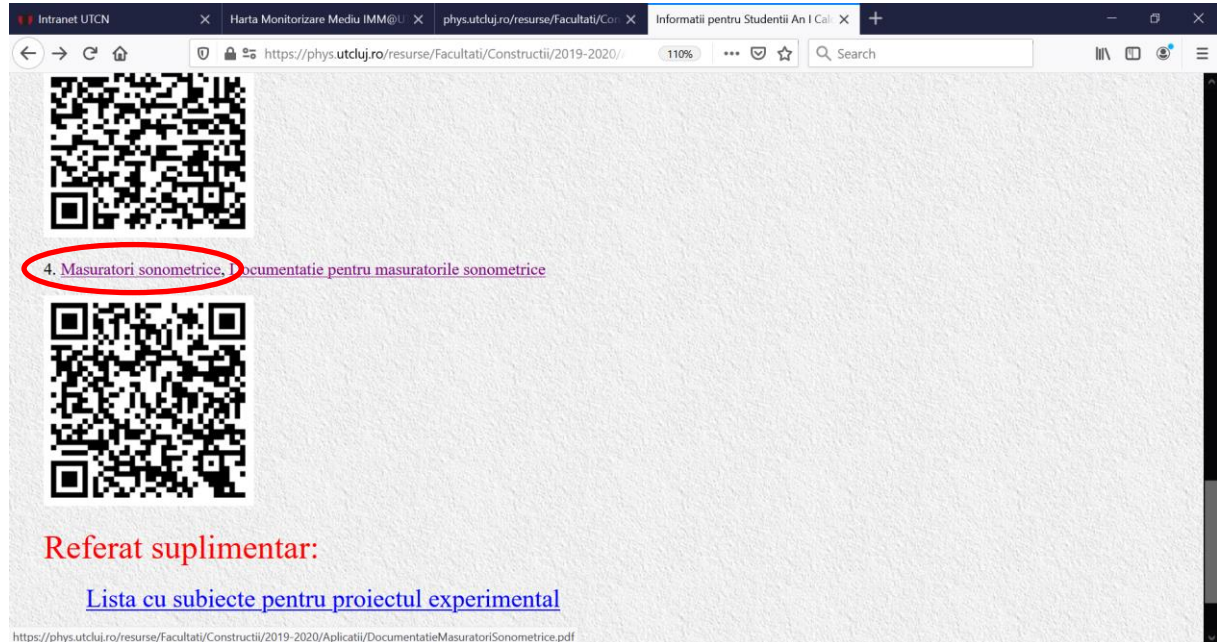 Intranet UTCN
Harta Monitorizare Mediu IMM@U
phys.utcluj.ro/resurse/Facultati/Con
Informatii pentru Studentii An I Calc
https://phys.utcluj.ro/resurse/Facultati/Constructii/2019-2020/
110%
Search
4. Masuratori sonometrice, Documentatie pentru masuratorile sonometrice
Referat suplimentar:
Lista cu subiecte pentru proiectul experimental
https://phys.utcluj.ro/resurse/Facultati/Constructii/2019-2020/Aplicatii/DocumentatieMasuratoriSonometrice.pdf